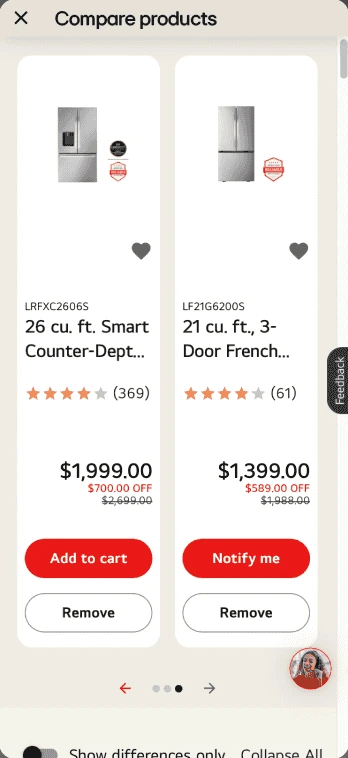 Compare products
LRFXC2606S
26 cu. ft. Smart
Counter-Dept...
(369)
$1,999.00
$700.00 OFF
$2,699.00
Add to cart
Remove
LF21G6200S
21 cu. ft., 3-
Door French...
(61)
$1,399.00
$589.00 OFF
$1,988.00
Notify me
Remove
Feedback
Show differences only
Collapse All